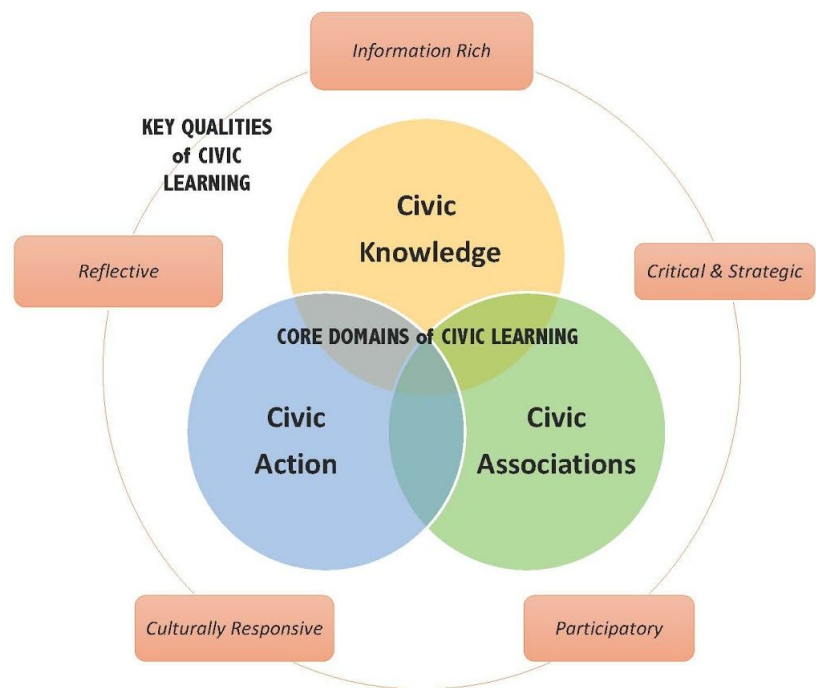 Information Rich
KEY QUALITIES
of CIVIC
LEARNING
Civic
Knowledge
Reflective
Critical & Strategic
CORE DOMAINS of CIVIC LEARNING
Civic
Action
Civic
Associations
Culturally Responsive
Participatory